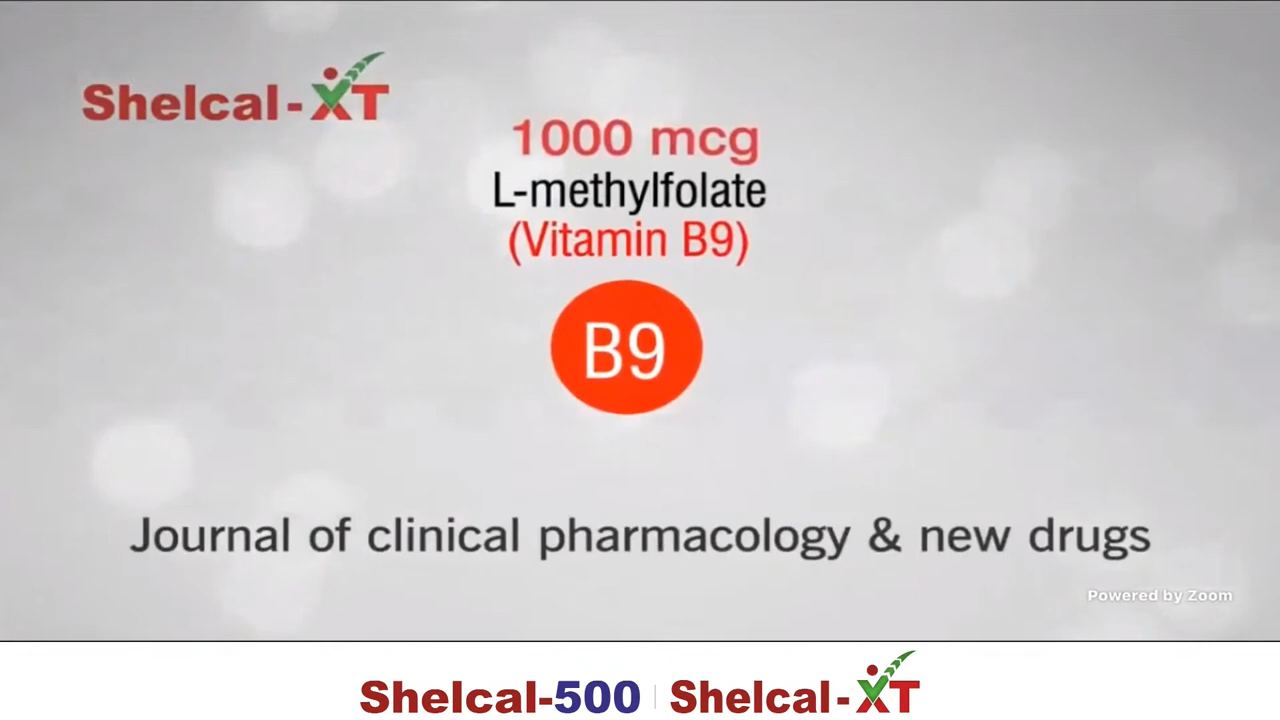 Shelcal-XT
1000 mcg
L-methylfolate
(Vitamin B9)
B9
Journal of clinical pharmacology & new drugs
Powered by Zoom
Shelcal-500 | Shelcal-XT